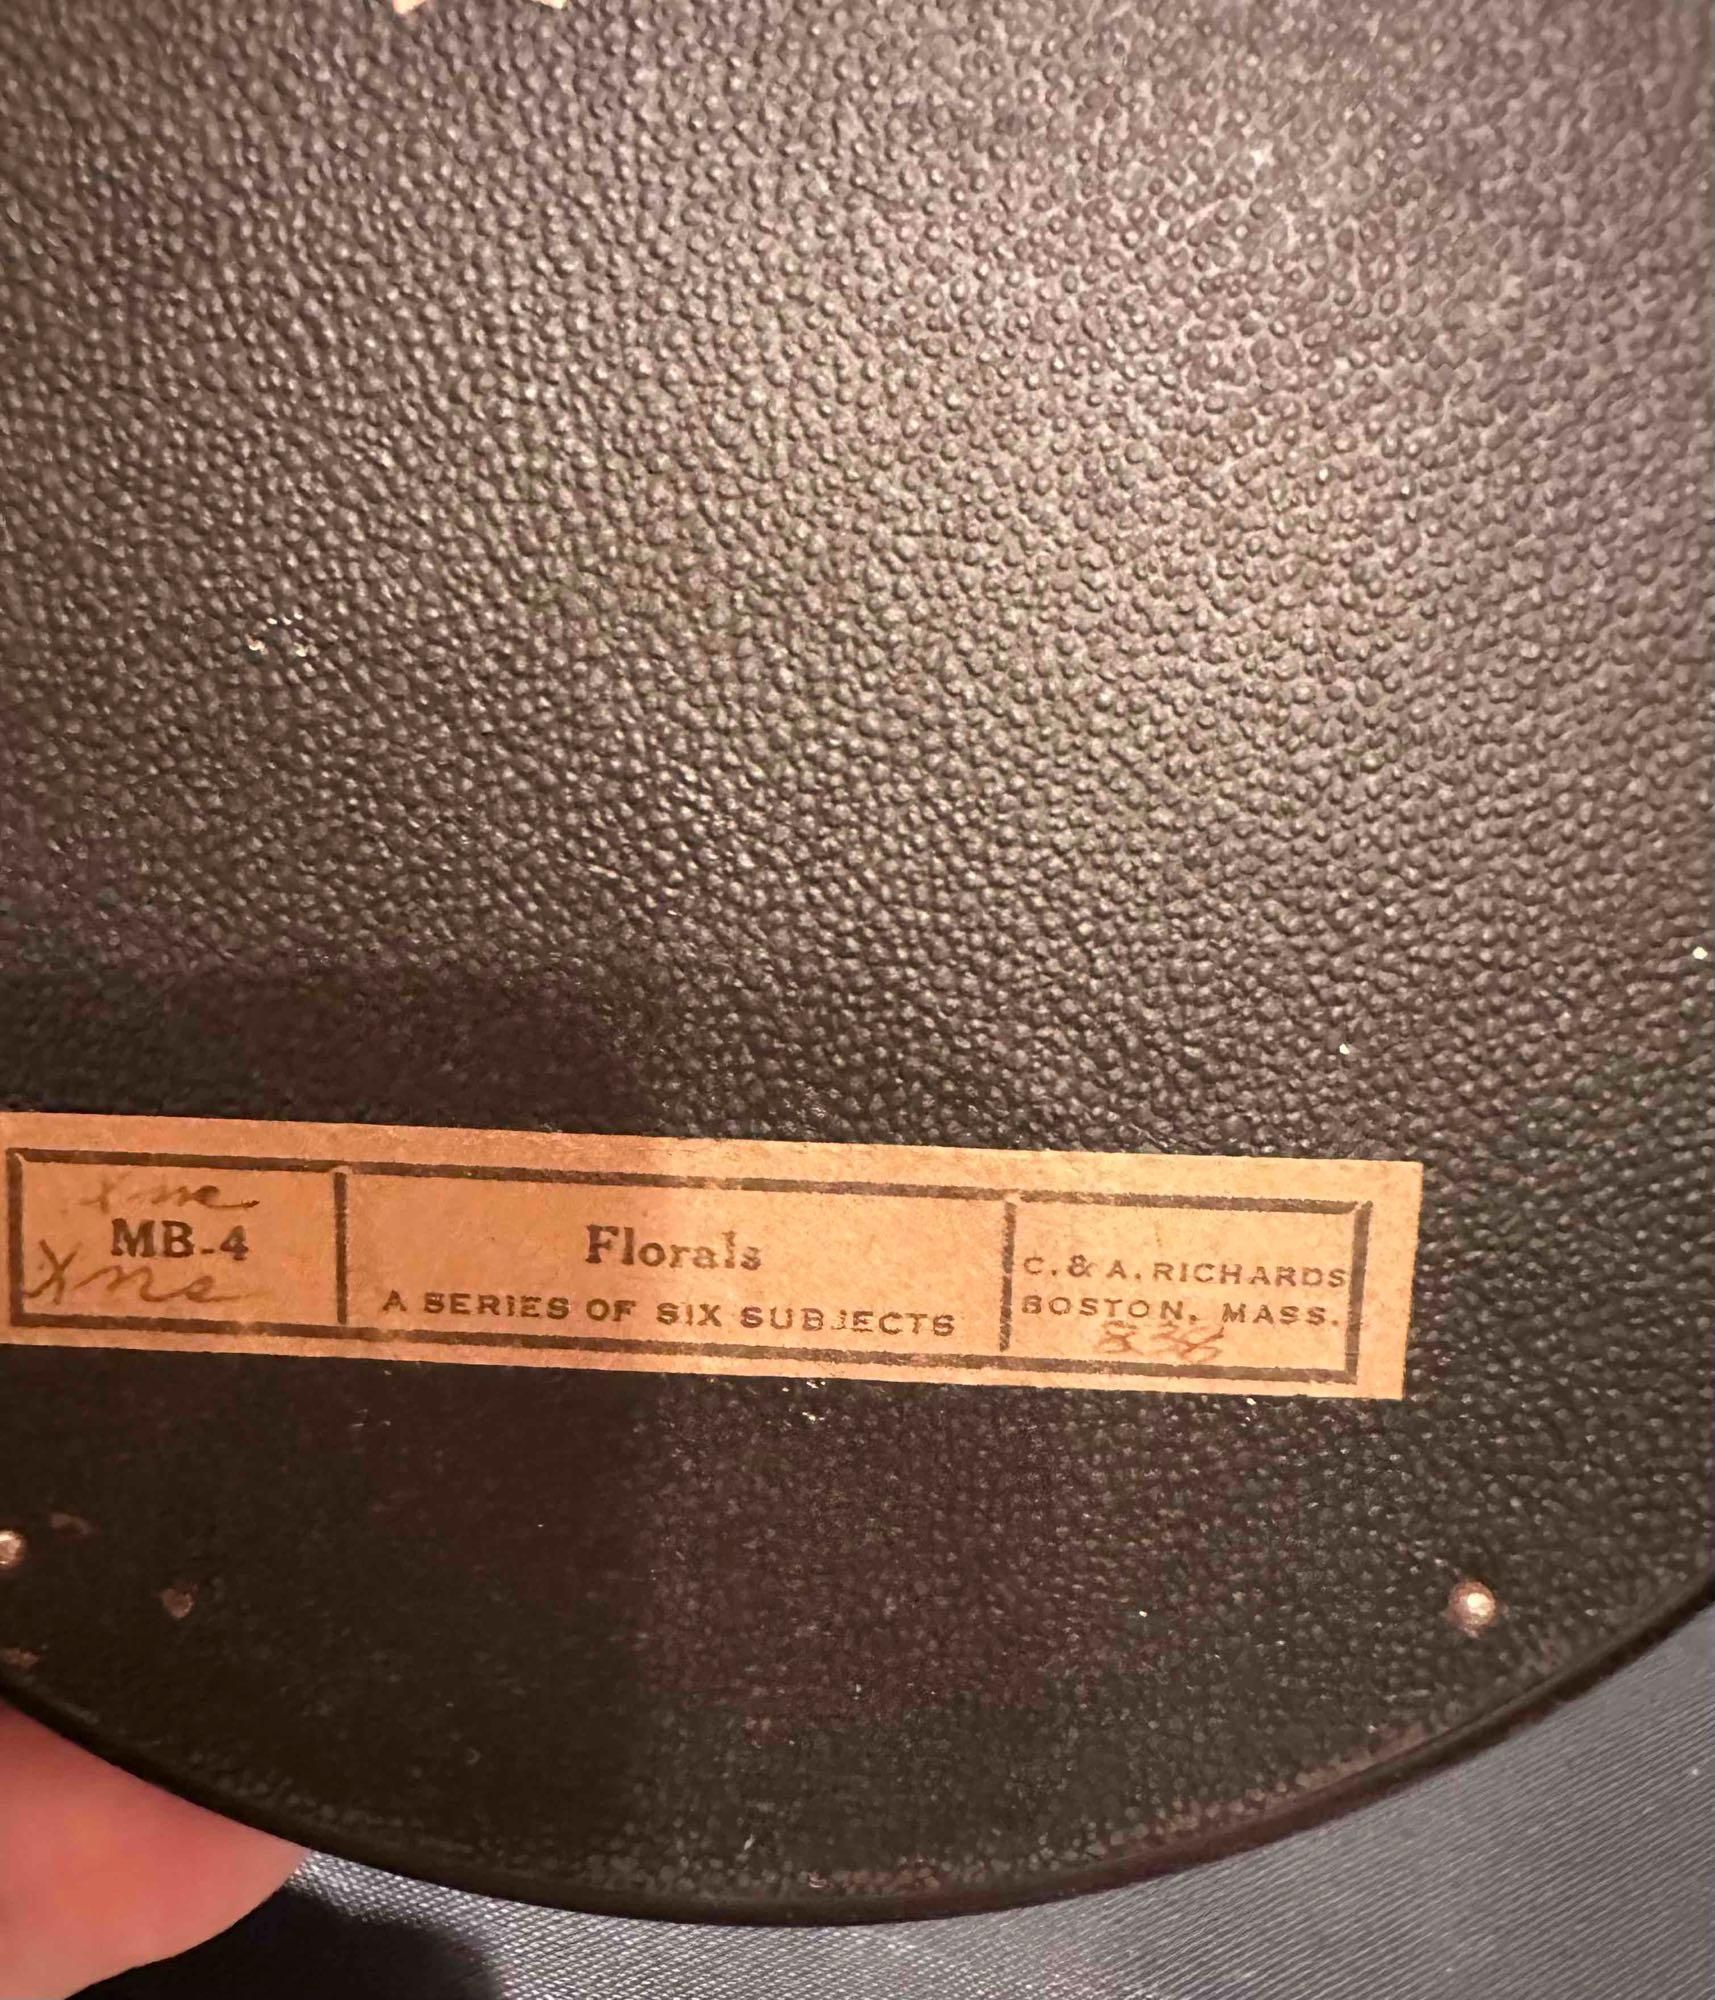 MB-4
Florals
A SERIES OF SIX SUBJECTS
C. & A. RICHARDS
BOSTON, MASS.